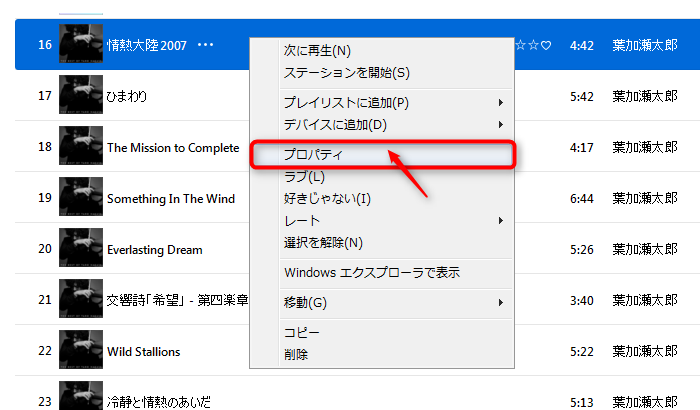 16 情熱大陸 2007 ••• ☆☆♡ 4:42 葉加瀬太郎
次に再生(N)
ステーションを開始(S)
17 ひまわり 5:42 葉加瀬太郎
プレイリストに追加(P)
デバイスに追加(D)
18 The Mission to Complete 4:17 葉加瀬太郎
プロパティ
ラブ(L)
19 Something In The Wind 6:44 葉加瀬太郎
好きじゃない(I)
レート
選択を解除(N)
20 Everlasting Dream 5:26 葉加瀬太郎
Windows エクスプローラで表示
21 交響詩「希望」 - 第四楽章 3:40 葉加瀬太郎
移動(G)
コピー
22 Wild Stallions 5:22 葉加瀬太郎
削除
23 冷静と情熱のあいだ 5:13 葉加瀬太郎